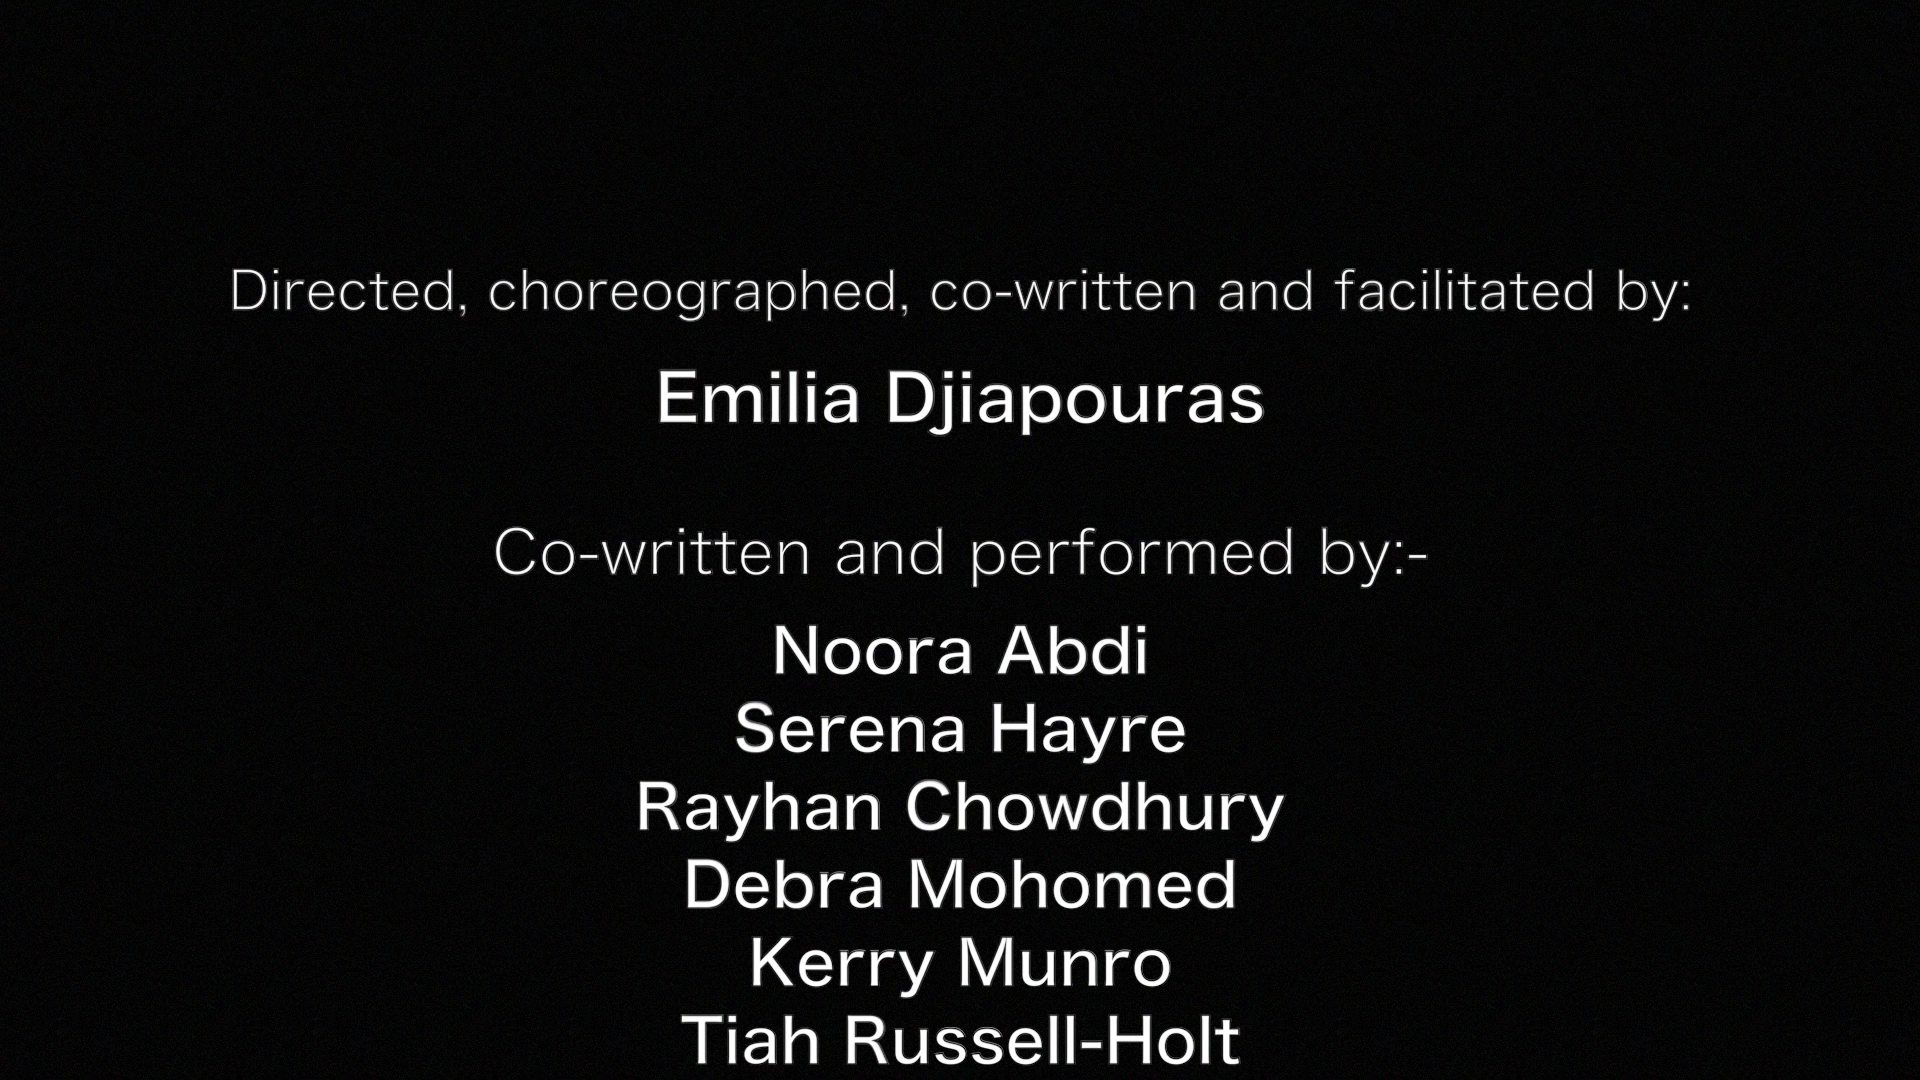 Directed, choreographed, co-written and facilitated by:
Emilia Djiapouras
Co-written and performed by:-
Noora Abdi
Serena Hayre
Rayhan Chowdhury
Debra Mohomed
Kerry Munro
Tiah Russell-Holt